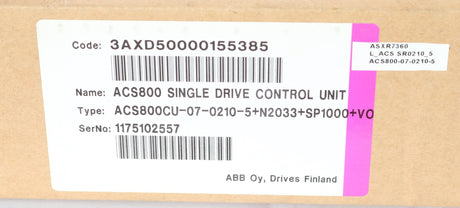 Code: 3AXD50000155385
Name: ACS800 SINGLE DRIVE CONTROL UNIT
Type: ACS800CU-07-0210-5+N2033+SP1000+VO
SerNo: 1175102557
ABB Oy, Drives Finland
ASXR7360
L_ACS SR0210_5
ACS800-07-0210-5